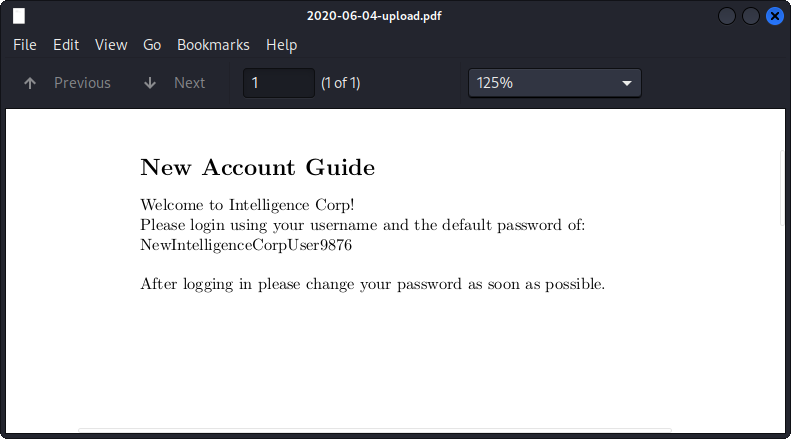 2020-06-04-upload.pdf
File Edit View Go Bookmarks Help
Previous Next 1 (1 of 1) 125%
New Account Guide
Welcome to Intelligence Corp!
Please login using your username and the default password of:
NewIntelligenceCorpUser9876
After logging in please change your password as soon as possible.